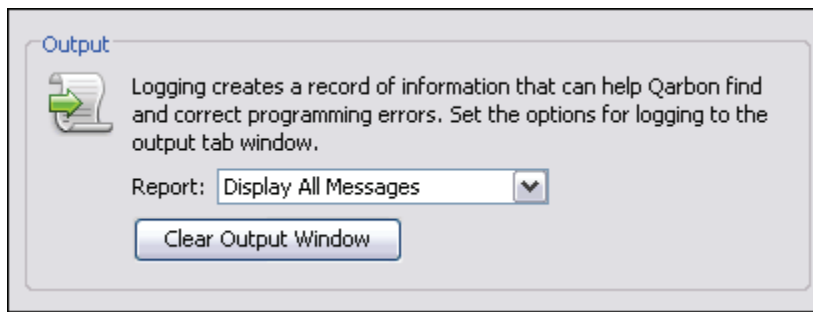 Output
Logging creates a record of information that can help Qarbon find
and correct programming errors. Set the options for logging to the
output tab window.
Report: Display All Messages
Clear Output Window